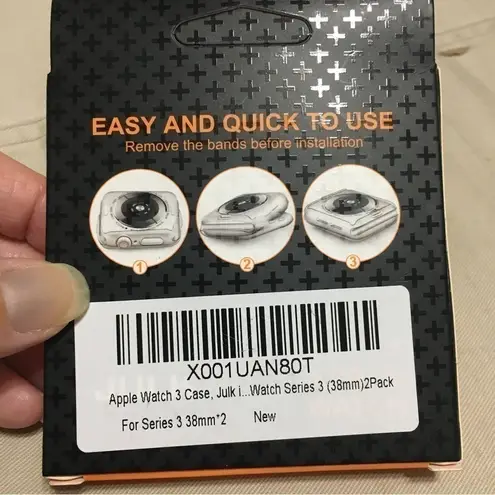 EASY AND QUICK TO USE
Remove the bands before installation
1 2 3
X001UAN80T
Apple Watch 3 Case, Julk i...Watch Series 3 (38mm)2Pack
For Series 3 38mm*2 New